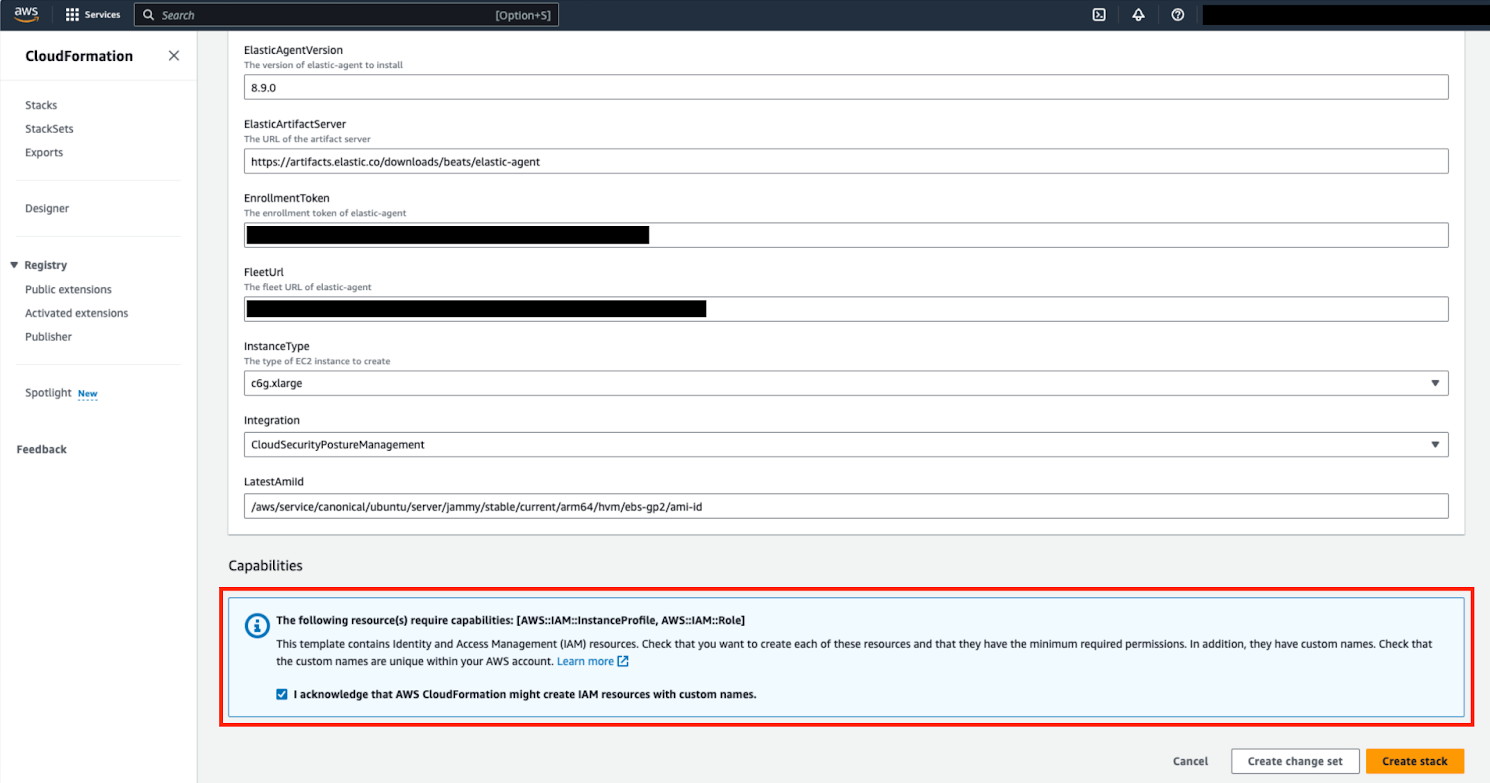 aws
Services
Search
[Option+S]
CloudFormation
Stacks
StackSets
Exports
Designer
Registry
Public extensions
Activated extensions
Publisher
Spotlight New
Feedback
ElasticAgentVersion
The version of elastic-agent to install
8.9.0
ElasticArtifactServer
The URL of the artifact server
https://artifacts.elastic.co/downloads/beats/elastic-agent
EnrollmentToken
The enrollment token of elastic-agent
FleetUrl
The fleet URL of elastic-agent
InstanceType
The type of EC2 instance to create
c6g.xlarge
Integration
CloudSecurityPostureManagement
LatestAmiId
/aws/service/canonical/ubuntu/server/jammy/stable/current/arm64/hvm/ebs-gp2/ami-id
Capabilities
The following resource(s) require capabilities: [AWS::IAM::InstanceProfile, AWS::IAM::Role]
This template contains Identity and Access Management (IAM) resources. Check that you want to create each of these resources and that they have the minimum required permissions. In addition, they have custom names. Check that
the custom names are unique within your AWS account. Learn more
I acknowledge that AWS CloudFormation might create IAM resources with custom names.
Cancel
Create change set
Create stack